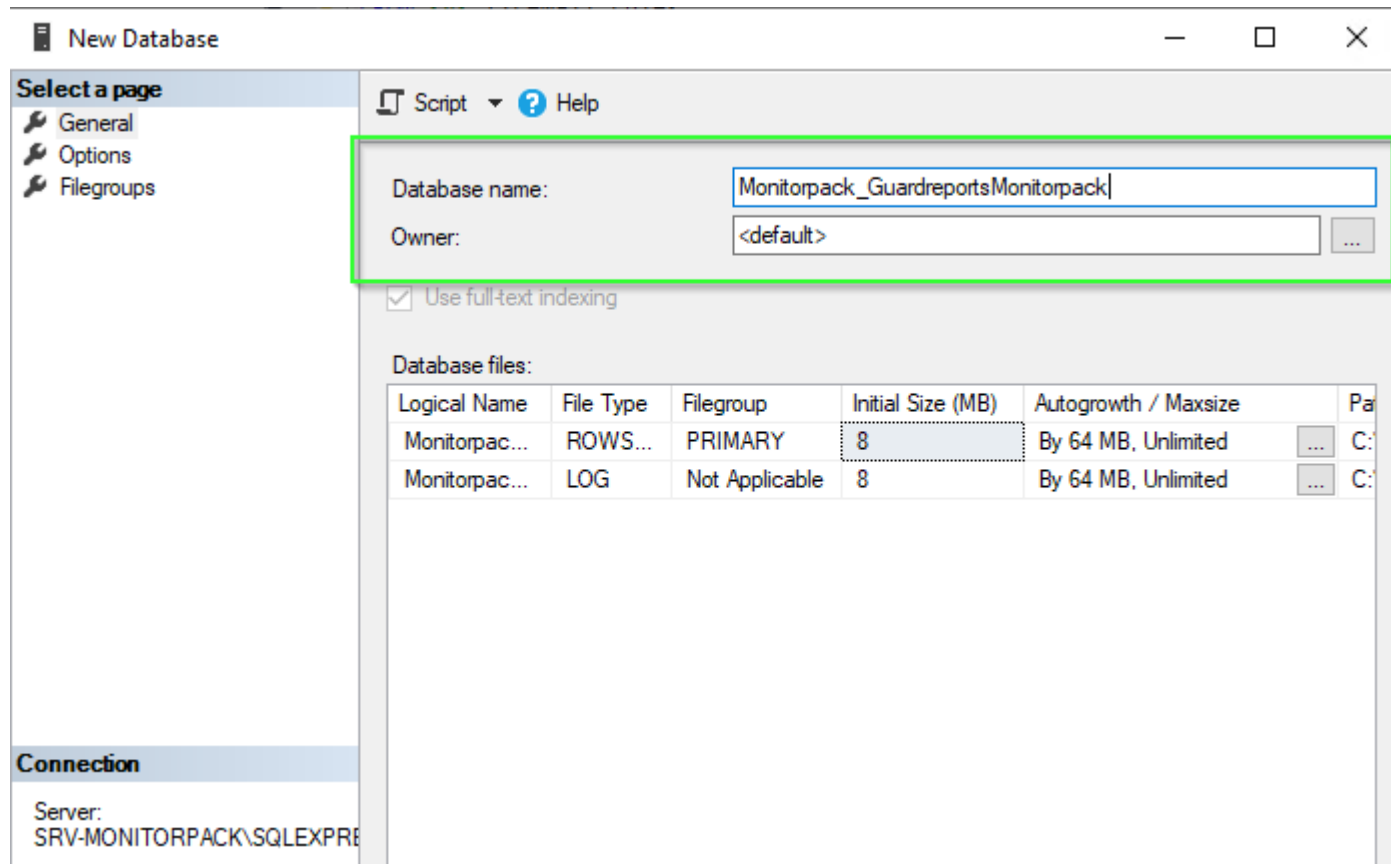 New Database
Select a page
General
Options
Filegroups
Script
Help
Database name: Monitorpack_GuardreportsMonitorpack
Owner: <default> ...
Use full-text indexing
Database files:
Logical Name File Type Filegroup Initial Size (MB) Autogrowth / Maxsize
Monitorpac... ROWS... PRIMARY 8 By 64 MB, Unlimited ... C:
Monitorpac... LOG Not Applicable 8 By 64 MB, Unlimited ... C:
Connection
Server:
SRV-MONITORPACK\SQLEXPRE